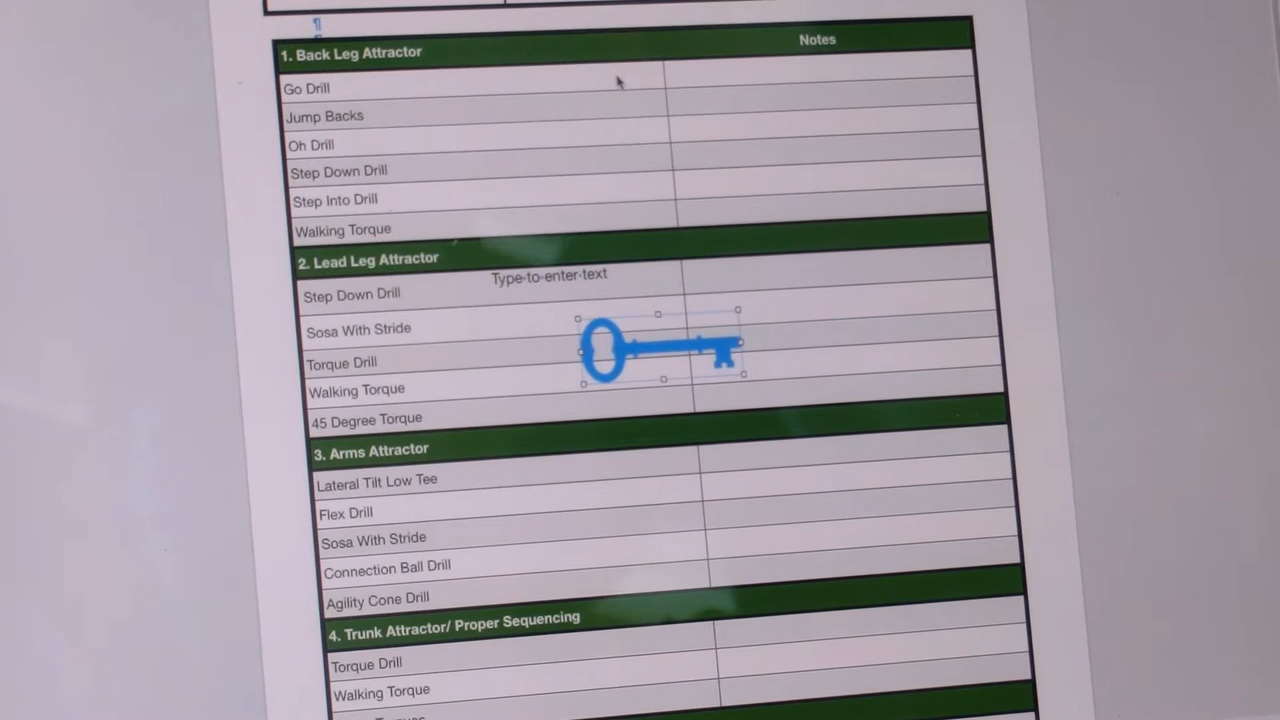 ¶
1. Back Leg Attractor Notes
Go Drill
Jump Backs
Oh Drill
Step Down Drill
Step Into Drill
Walking Torque
2. Lead Leg Attractor
Type-to-enter-text
Step Down Drill
Sosa With Stride
Torque Drill
Walking Torque
45 Degree Torque
3. Arms Attractor
Lateral Tilt Low Tee
Flex Drill
Sosa With Stride
Connection Ball Drill
Agility Cone Drill
4. Trunk Attractor/ Proper Sequencing
Torque Drill
Walking Torque